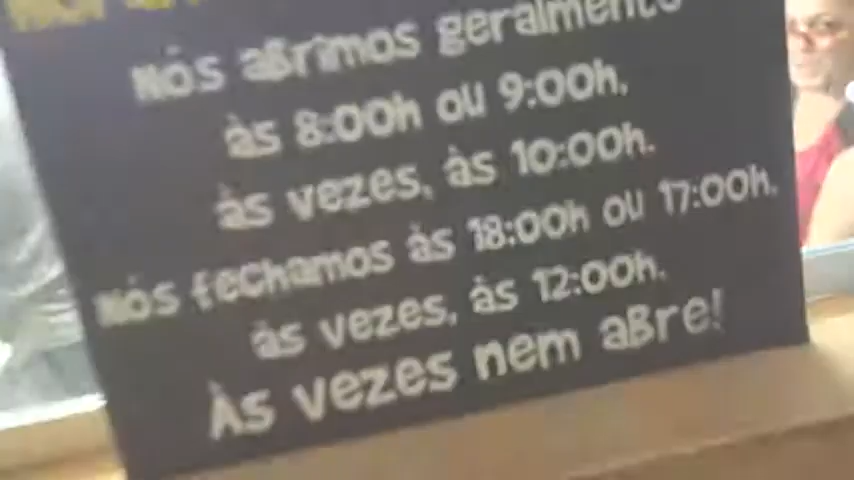 Nós aBrimos geralmente
às 8:00h ou 9:00h,
às vezes, às 10:00h.
Nós fechamos às 18:00h ou 17:00h,
às vezes, às 12:00h.
Às vezes nem aBre!